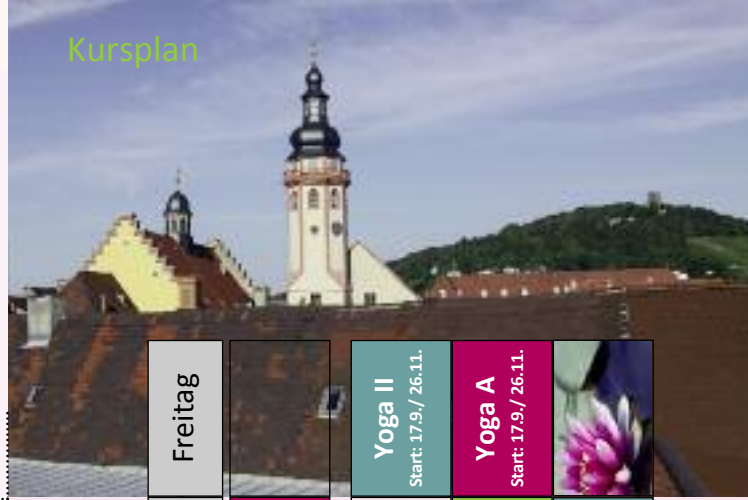 Kursplan
Freitag
Yoga II
Start: 17.9./ 26.11.
Yoga A
Start: 17.9./ 26.11.